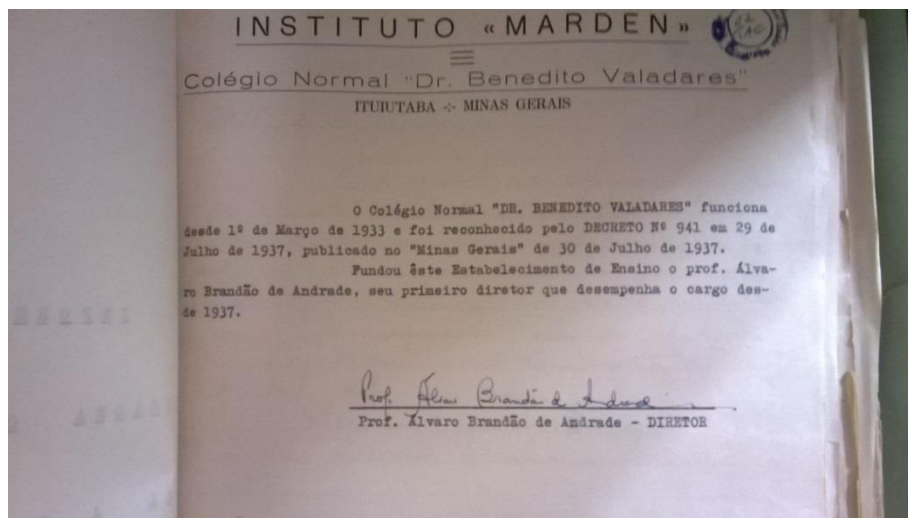 INSTITUTO «MARDEN»
Colégio Normal "Dr. Benedito Valadares"
ITUIUTABA -:- MINAS GERAIS
O Colégio Normal "DR. BENEDITO VALADARES" funciona
desde 1º de Março de 1933 e foi reconhecido pelo DECRETO Nº 941 em 29 de
Julho de 1937, publicado no "Minas Gerais" de 30 de Julho de 1937.
Fundou êste Estabelecimento de Ensino o prof. Álva-
ro Brandão de Andrade, seu primeiro diretor que desempenha o cargo des-
de 1937.
Prof. Álvaro Brandão de Andrade
Prof. Álvaro Brandão de Andrade - DIRETOR